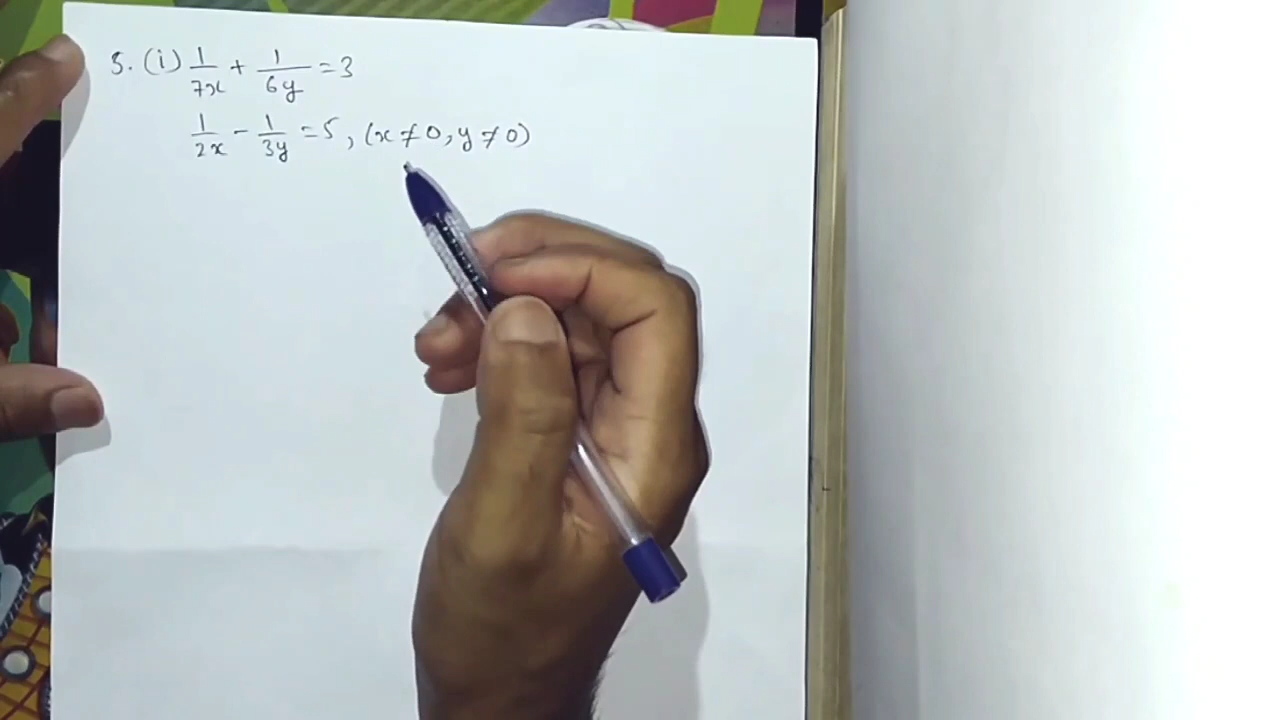 5. (i) 1/7x + 1/6y = 3
1/2x - 1/3y = 5, (x ≠ 0, y ≠ 0)